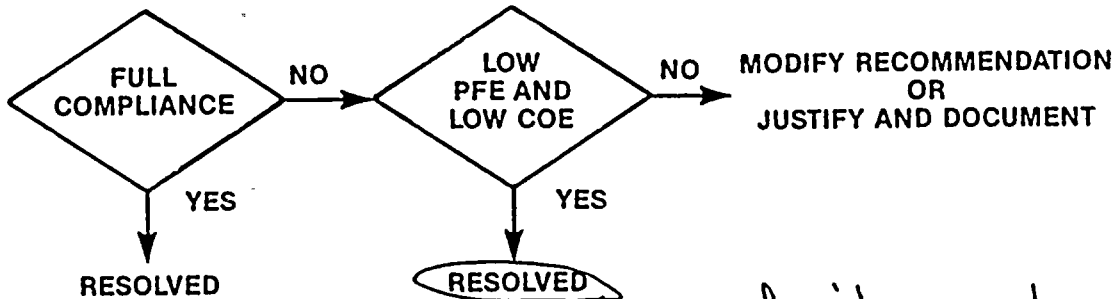 FULL
COMPLIANCE
NO
LOW
PFE AND
LOW COE
NO
MODIFY RECOMMENDATION
OR
JUSTIFY AND DOCUMENT
YES
YES
RESOLVED
RESOLVED